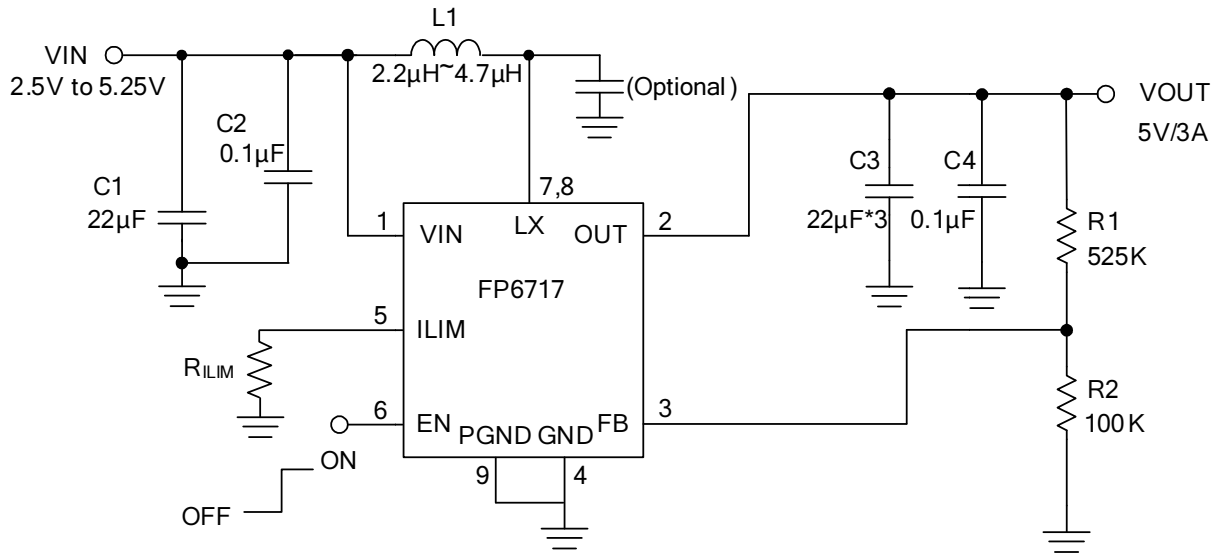 L1
VIN
2.5V to 5.25V
2.2µH~4.7µH
(Optional)
VOUT
5V/3A
C2
0.1µF
C1
22µF
C3
22µF*3
C4
0.1µF
7,8
1
VIN
LX
OUT
2
R1
525K
FP6717
5
ILIM
RILIM
6
EN
PGND
GND
FB
3
R2
100K
9
4
ON
OFF